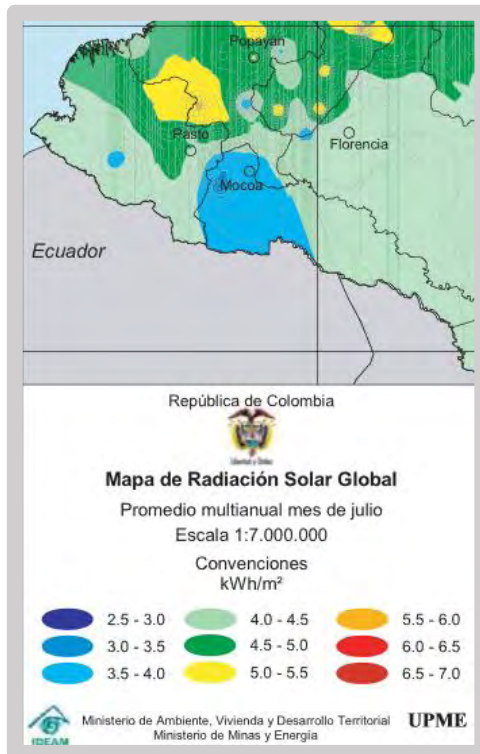 Popayán
Pasto
Florencia
Mocoa
Ecuador
República de Colombia
Libertad y Orden
Mapa de Radiación Solar Global
Promedio multianual mes de julio
Escala 1:7.000.000
Convenciones
kWh/m²
2.5 - 3.0 4.0 - 4.5 5.5 - 6.0
3.0 - 3.5 4.5 - 5.0 6.0 - 6.5
3.5 - 4.0 5.0 - 5.5 6.5 - 7.0
IDEAM
Ministerio de Ambiente, Vivienda y Desarrollo Territorial
Ministerio de Minas y Energía
UPME